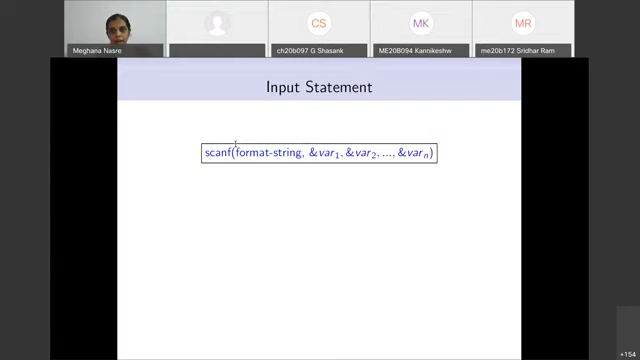 CS
MK
MR
Meghana Nasre
ch20b097 G Shasank
ME20B094 Kannikeshw
me20b172 Sridhar Ram
Input Statement
scanf(format-string, &var1, &var2, ..., &varn)
+154